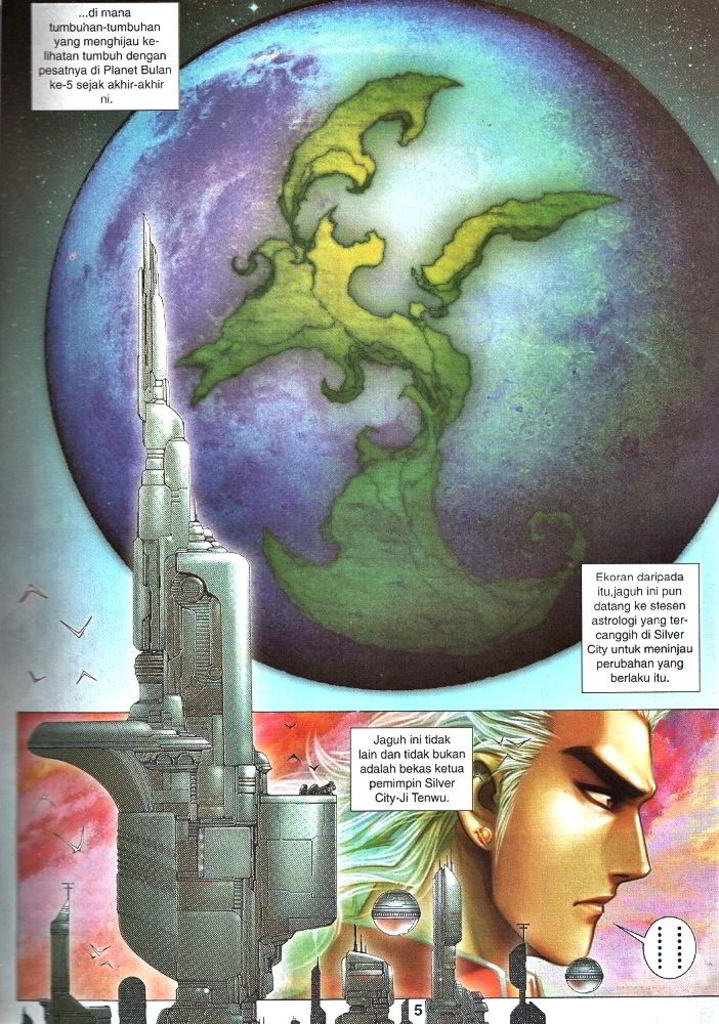 ...di mana
tumbuhan-tumbuhan
yang menghijau ke-
lihatan tumbuh dengan
pesatnya di Planet Bulan
ke-5 sejak akhir-akhir
ni.
Ekoran daripada
itu,jaguh ini pun
datang ke stesen
astrologi yang ter-
canggih di Silver
City untuk meninjau
perubahan yang
berlaku itu.
Jaguh ini tidak
lain dan tidak bukan
adalah bekas ketua
pemimpin Silver
City-Ji Tenwu.
5